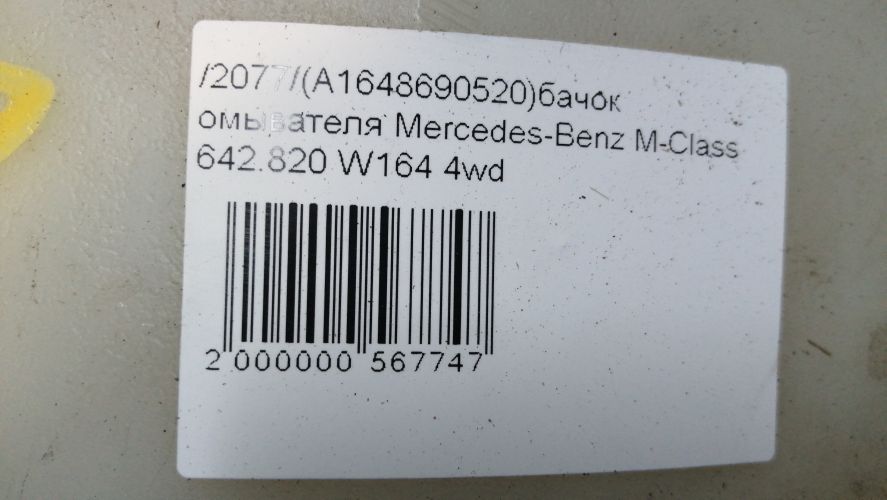 /2077/(A1648690520)бачок
омывателя Mercedes-Benz M-Class
642.820 W164 4wd
2 000000 567747